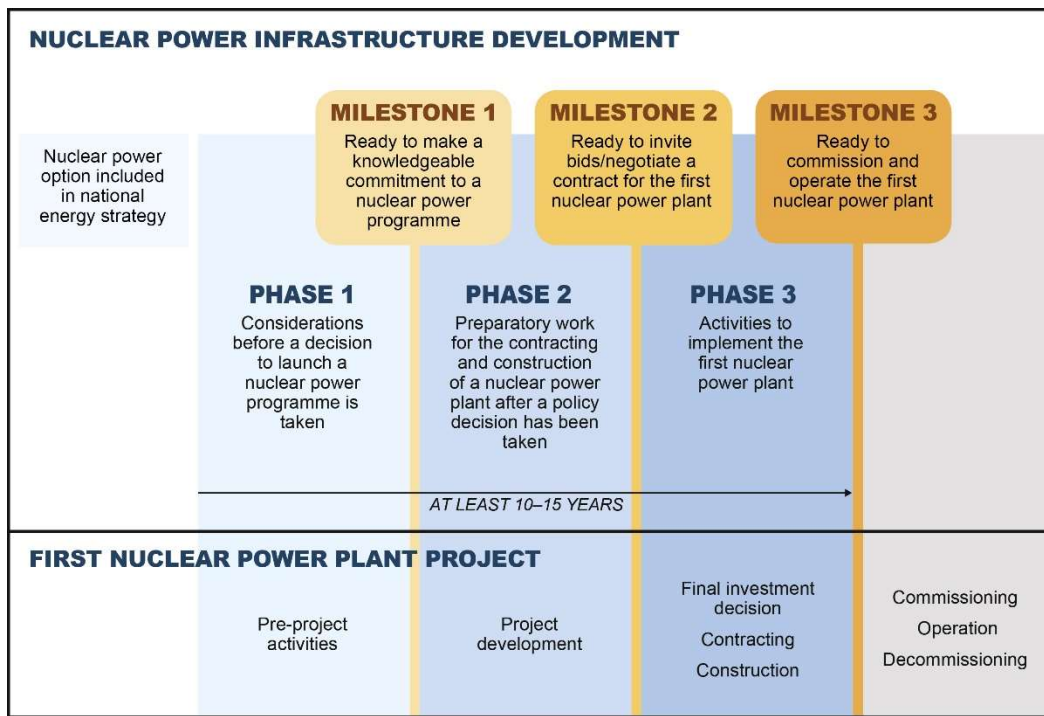 NUCLEAR POWER INFRASTRUCTURE DEVELOPMENT
Nuclear power
option included
in national
energy strategy
MILESTONE 1
Ready to make a
knowledgeable
commitment to a
nuclear power
programme
MILESTONE 2
Ready to invite
bids/negotiate a
contract for the first
nuclear power plant
MILESTONE 3
Ready to
commission and
operate the first
nuclear power plant
PHASE 1
Considerations
before a decision
to launch a
nuclear power
programme is
taken
PHASE 2
Preparatory work
for the contracting
and construction
of a nuclear power
plant after a policy
decision has been
taken
PHASE 3
Activities to
implement the
first nuclear
power plant
AT LEAST 10–15 YEARS
FIRST NUCLEAR POWER PLANT PROJECT
Pre-project
activities
Project
development
Final investment
decision
Contracting
Construction
Commissioning
Operation
Decommissioning